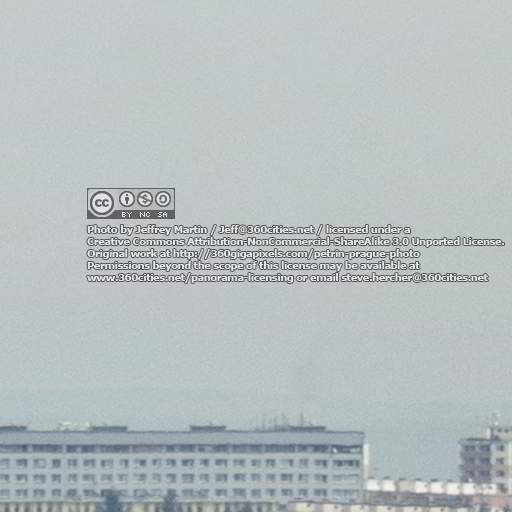 cc
BY NC SA
Photo by Jeffrey Martin / Jeff@360cities.net / licensed under a
Creative Commons Attribution-NonCommercial-ShareAlike 3.0 Unported License.
Original work at http://360gigapixels.com/petrin-prague-photo
Permissions beyond the scope of this license may be available at
www.360cities.net/panorama-licensing or email steve.hercher@360cities.net